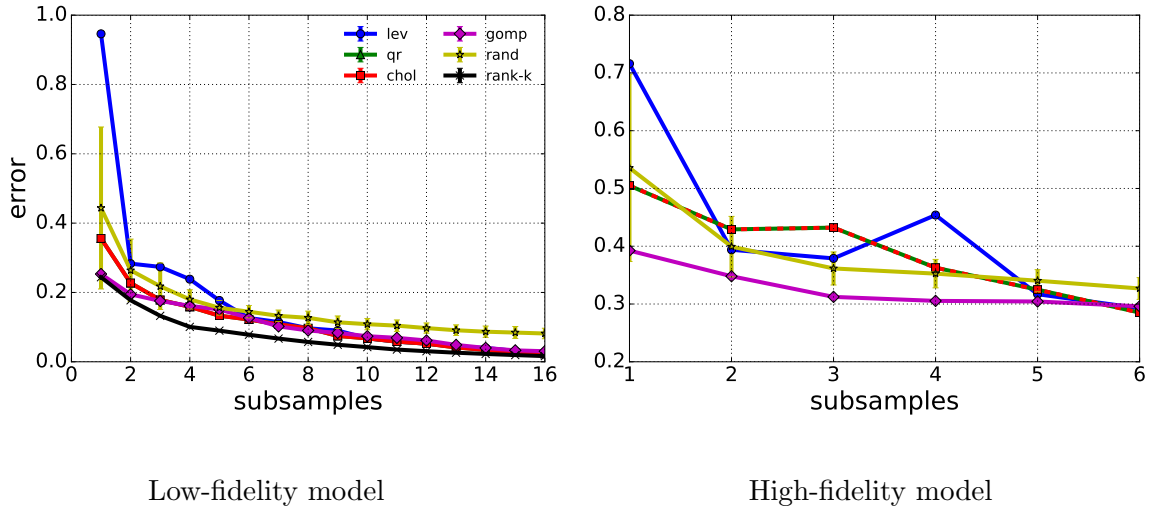 1.0
0.8
0.6
0.4
0.2
0.0
error
0 2 4 6 8 10 12 14 16
subsamples
lev
qr
chol
gomp
rand
rank-k
0.8
0.7
0.6
0.5
0.4
0.3
0.2
1 2 3 4 5 6
subsamples
Low-fidelity model
High-fidelity model